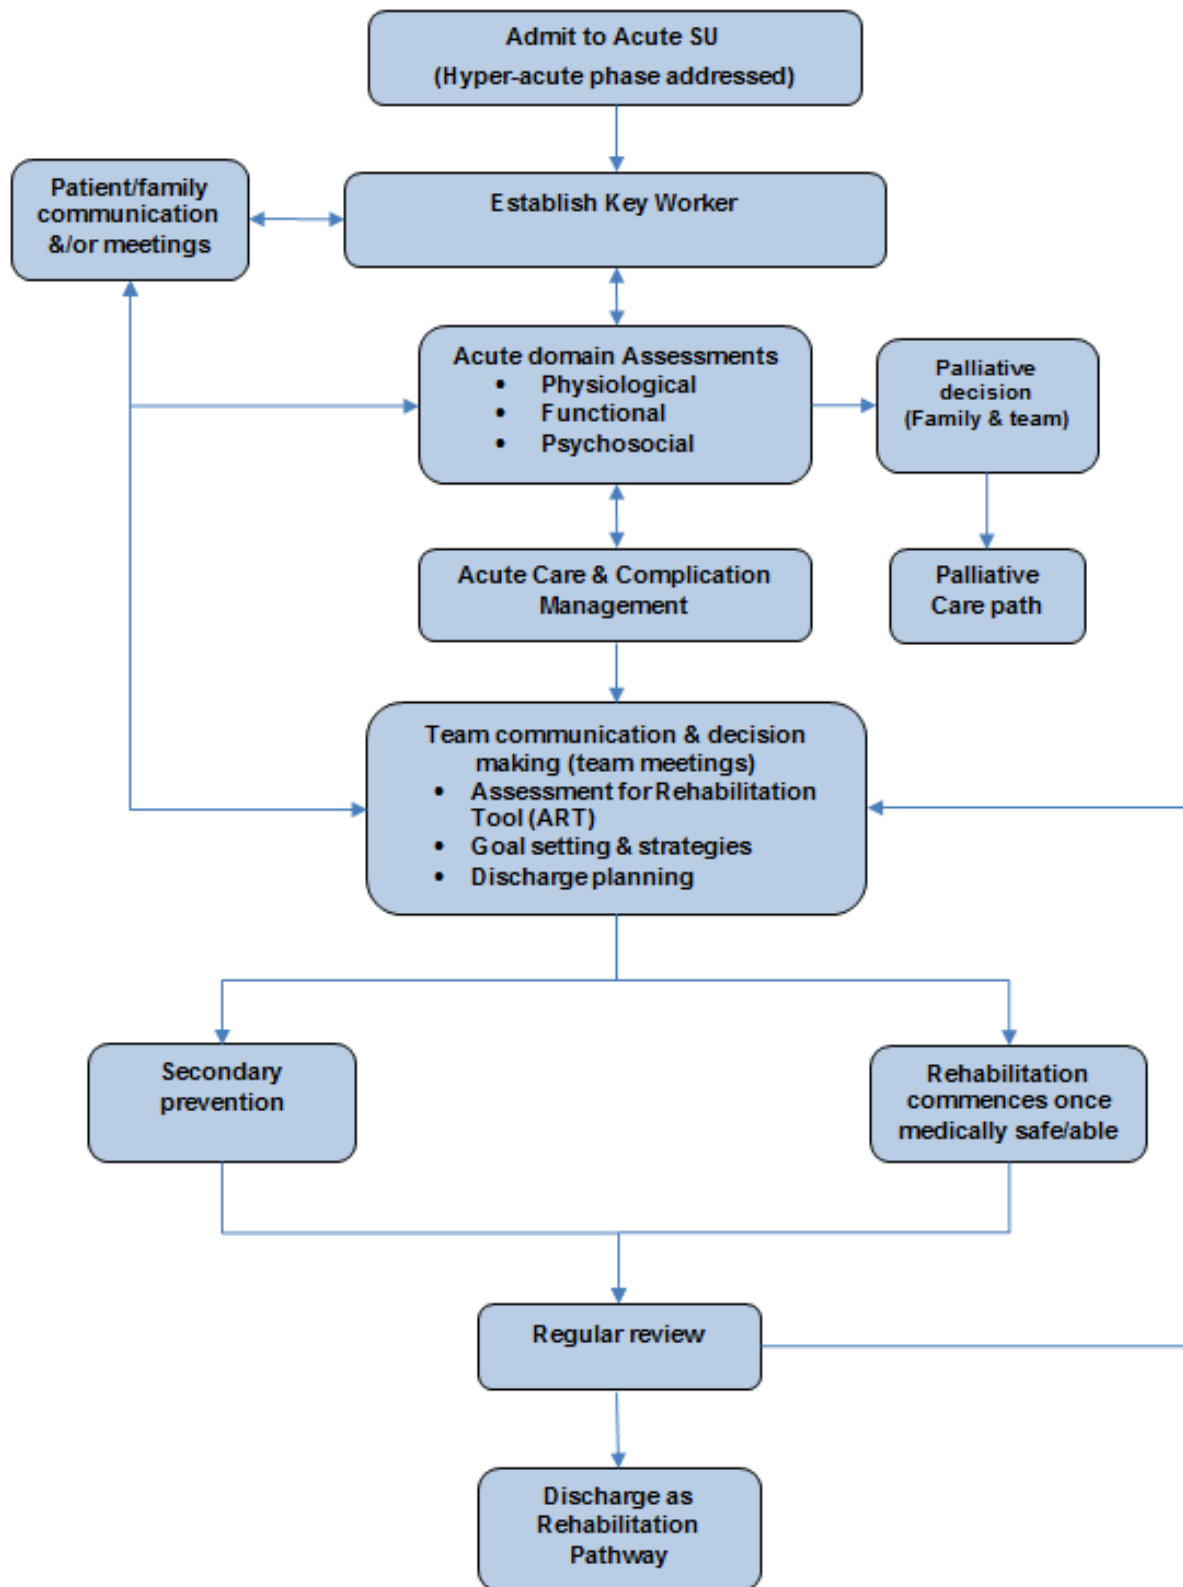 Admit to Acute SU
(Hyper-acute phase addressed)
Patient/family
communication
&/or meetings
Establish Key Worker
Acute domain Assessments
• Physiological
• Functional
• Psychosocial
Palliative
decision
(Family & team)
Acute Care & Complication
Management
Palliative
Care path
Team communication & decision
making (team meetings)
• Assessment for Rehabilitation
Tool (ART)
• Goal setting & strategies
• Discharge planning
Secondary
prevention
Rehabilitation
commences once
medically safe/able
Regular review
Discharge as
Rehabilitation
Pathway